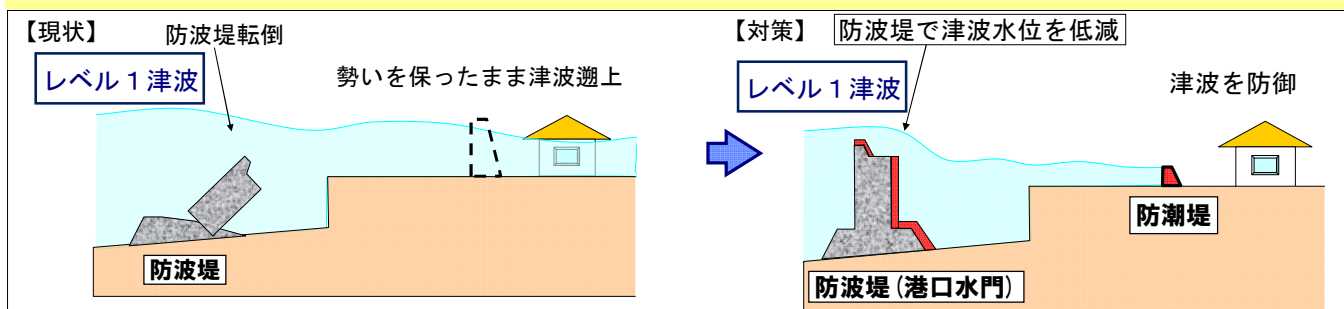 【現状】
防波堤転倒
レベル1津波
勢いを保ったまま津波遡上
防波堤
【対策】
防波堤で津波水位を低減
レベル1津波
津波を防御
防潮堤
防波堤(港口水門)